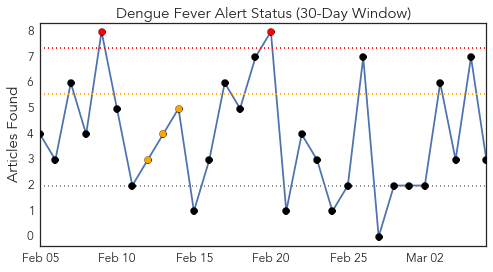 Dengue Fever Alert Status (30-Day Window)
Articles Found
8
7
6
5
4
3
2
1
0
Feb 05
Feb 10
Feb 15
Feb 20
Feb 25
Mar 02